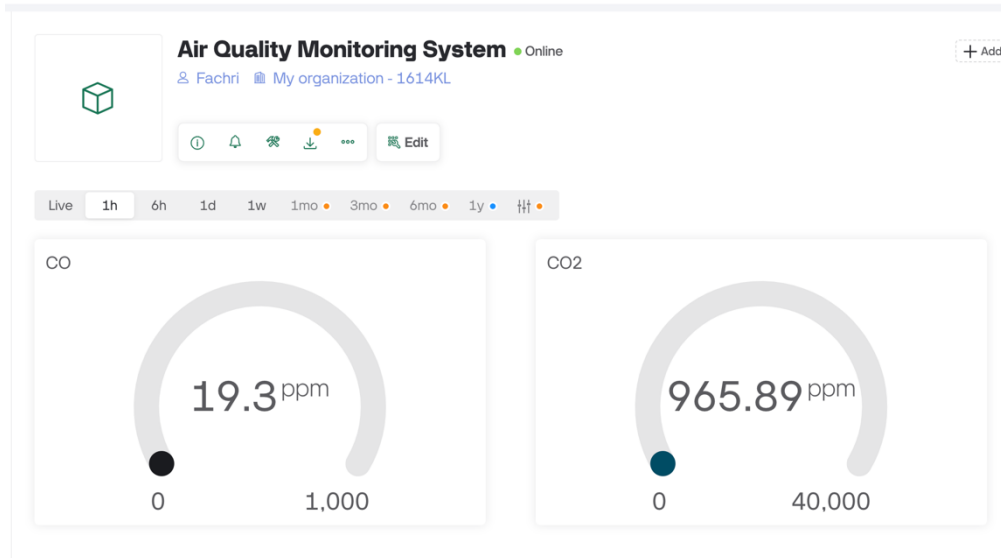 Air Quality Monitoring System Online
Fachri My organization - 1614KL
+ Add
Edit
Live 1h 6h 1d 1w 1mo 3mo 6mo 1y
CO
19.3 ppm
0 1,000
CO2
965.89 ppm
0 40,000